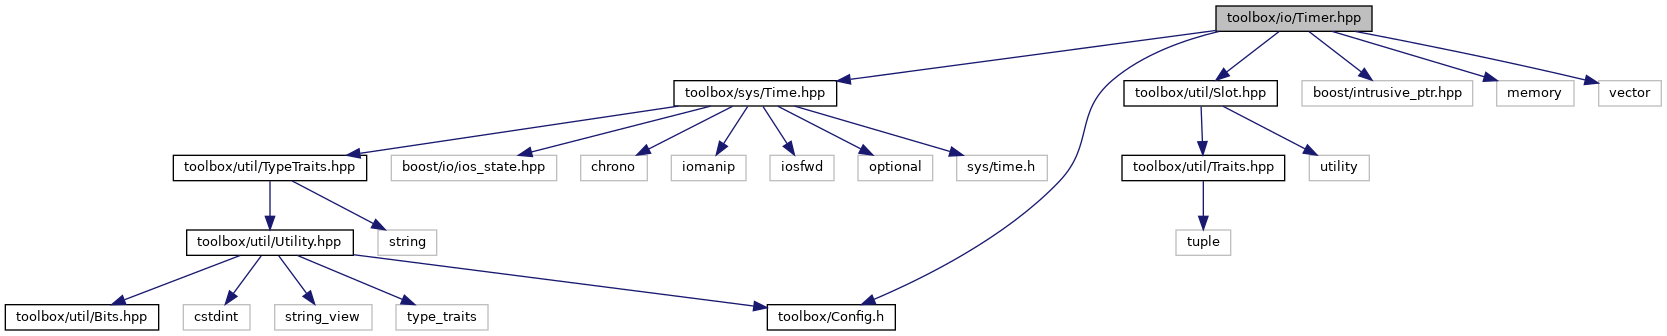 toolbox/io/Timer.hpp
toolbox/sys/Time.hpp
toolbox/util/Slot.hpp
boost/intrusive_ptr.hpp
memory
vector
toolbox/util/TypeTraits.hpp
boost/io/ios_state.hpp
chrono
iomanip
iosfwd
optional
sys/time.h
toolbox/util/Traits.hpp
utility
toolbox/util/Utility.hpp
string
tuple
toolbox/util/Bits.hpp
cstdint
string_view
type_traits
toolbox/Config.h